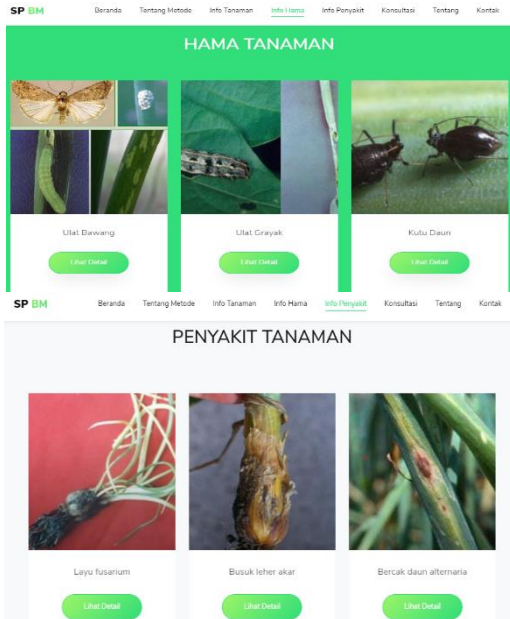 SP BM Beranda Tentang Metode Info Tanaman Info Hama Info Penyakit Konsultasi Tentang Kontak
HAMA TANAMAN
Ulat Bawang Ulat Grayak Kutu Daun
Lihat Detail Lihat Detail Lihat Detail
SP BM Beranda Tentang Metode Info Tanaman Info Hama Info Penyakit Konsultasi Tentang Kontak
PENYAKIT TANAMAN
Layu fusarium Busuk leher akar Bercak daun alternaria
Lihat Detail Lihat Detail Lihat Detail